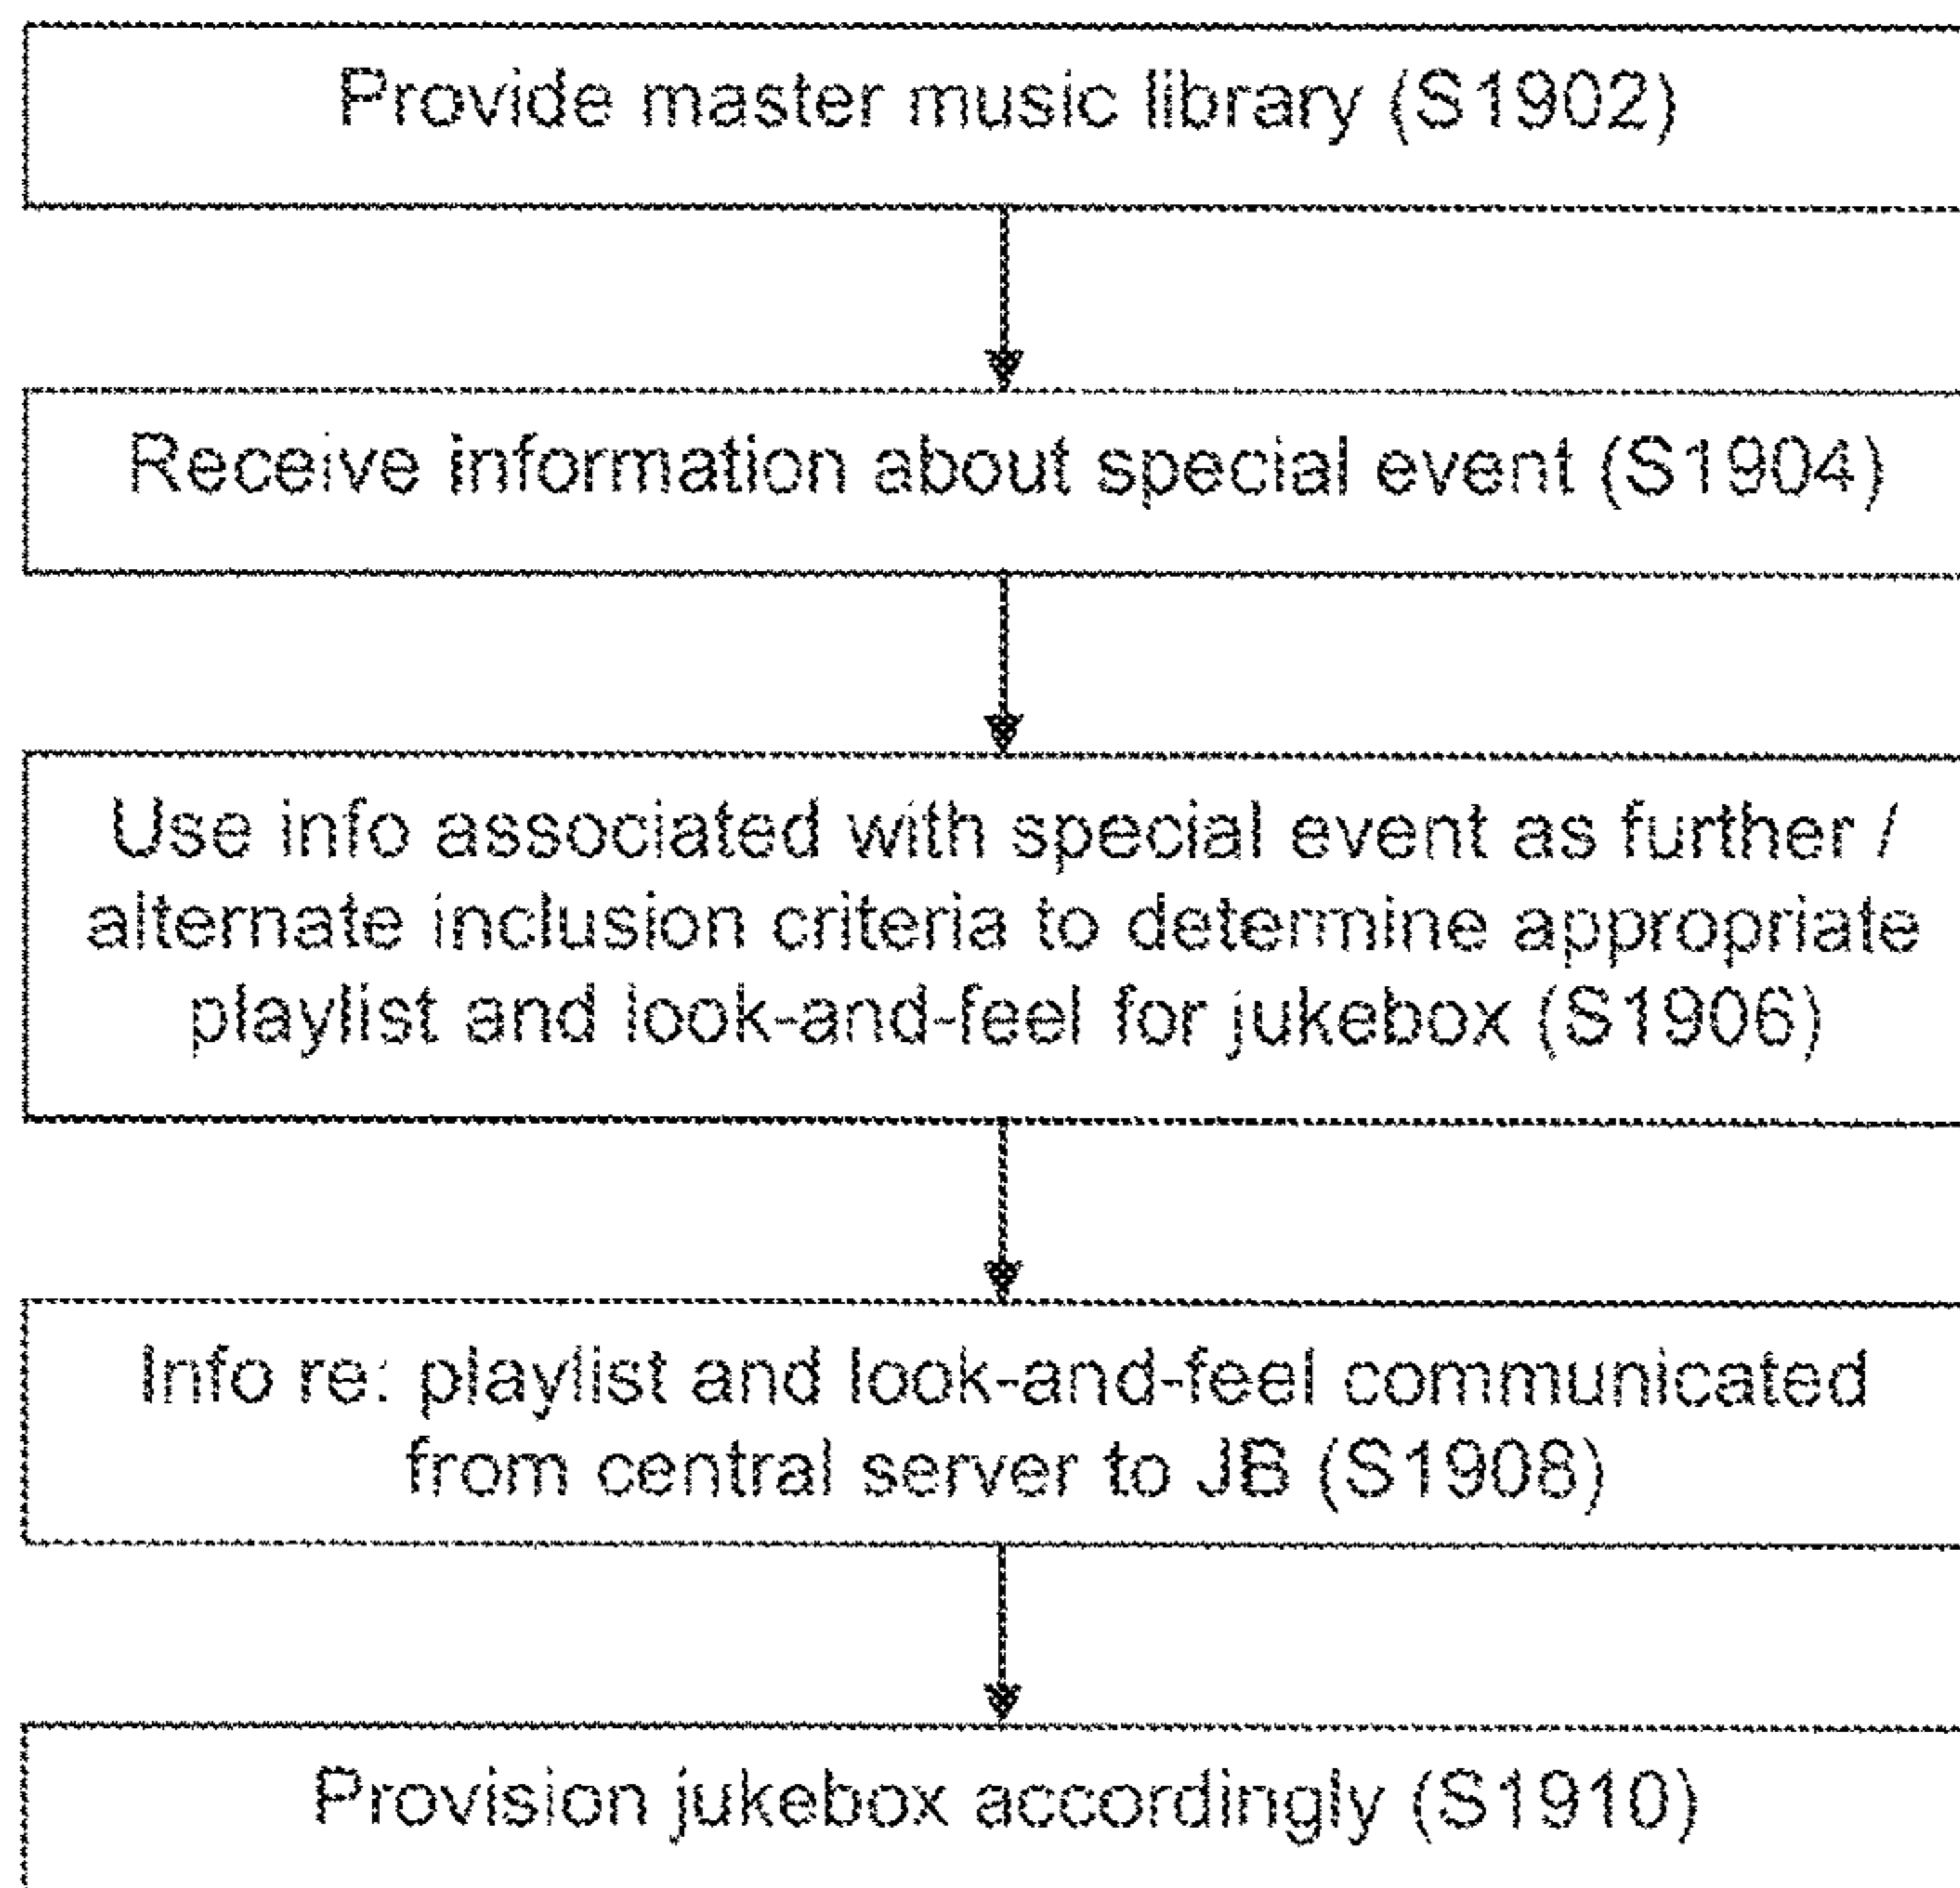 Provide master music library (S1902)
Receive information about special event (S1904)
Use info associated with special event as further /
alternate inclusion criteria to determine appropriate
playlist and look-and-feel for jukebox (S1906)
Info re: playlist and look-and-feel communicated
from central server to JB (S1908)
Provision jukebox accordingly (S1910)